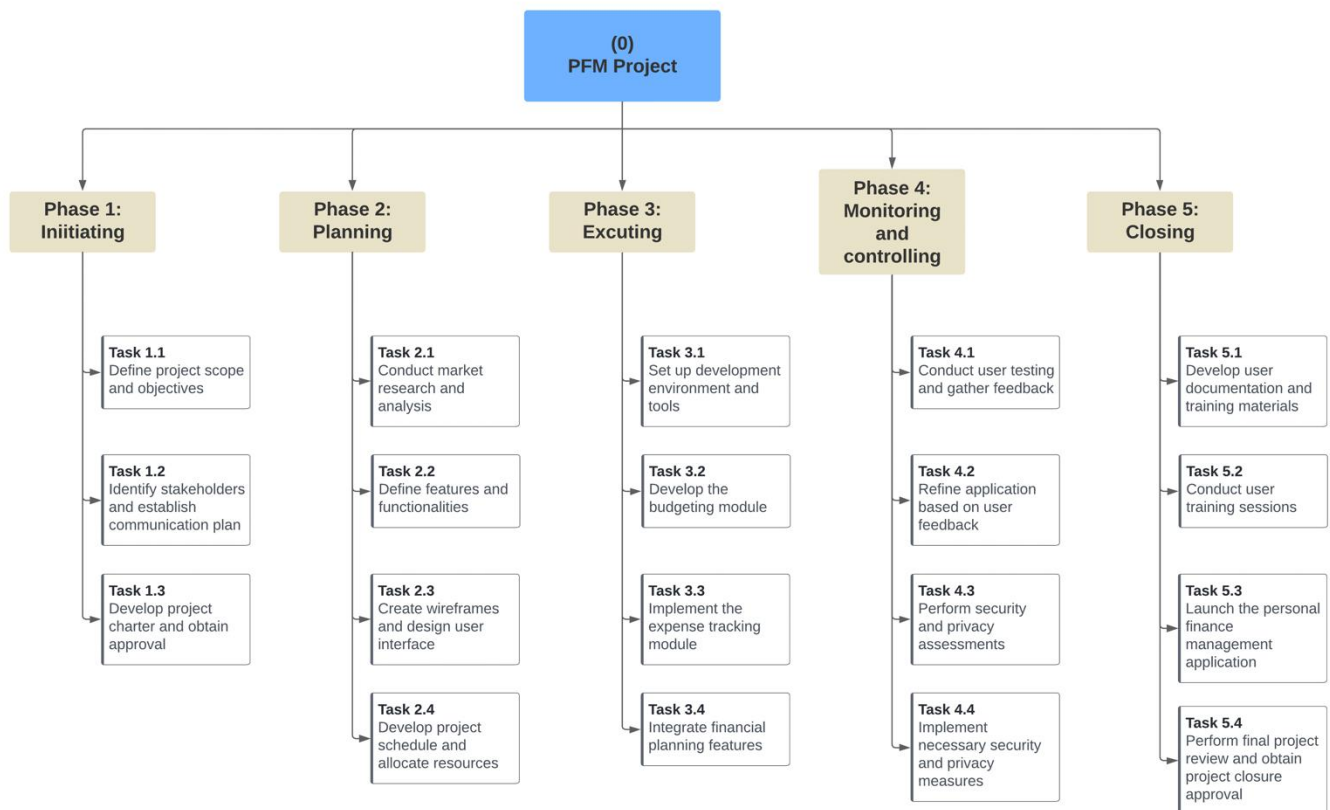 (0)
PFM Project
Phase 1:
Iniitiating
Phase 2:
Planning
Phase 3:
Excuting
Phase 4:
Monitoring
and
controlling
Phase 5:
Closing
Task 1.1
Define project scope
and objectives
Task 1.2
Identify stakeholders
and establish
communication plan
Task 1.3
Develop project
charter and obtain
approval
Task 2.1
Conduct market
research and
analysis
Task 2.2
Define features and
functionalities
Task 2.3
Create wireframes
and design user
interface
Task 2.4
Develop project
schedule and
allocate resources
Task 3.1
Set up development
environment and
tools
Task 3.2
Develop the
budgeting module
Task 3.3
Implement the
expense tracking
module
Task 3.4
Integrate financial
planning features
Task 4.1
Conduct user testing
and gather feedback
Task 4.2
Refine application
based on user
feedback
Task 4.3
Perform security
and privacy
assessments
Task 4.4
Implement
necessary security
and privacy
measures
Task 5.1
Develop user
documentation and
training materials
Task 5.2
Conduct user
training sessions
Task 5.3
Launch the personal
finance
management
application
Task 5.4
Perform final project
review and obtain
project closure
approval